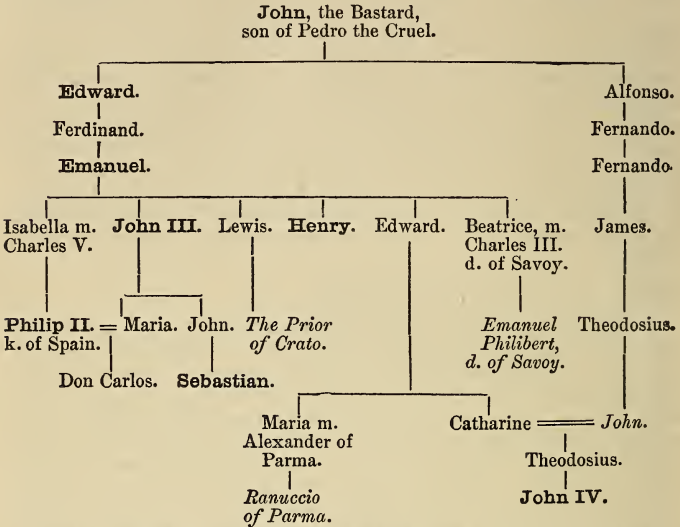 John, the Bastard,
son of Pedro the Cruel.
Edward. Alfonso.
Ferdinand. Fernando.
Emanuel. Fernando.
Isabella m. John III. Lewis. Henry. Edward. Beatrice, m. James.
Charles V. Charles III.
d. of Savoy.
Philip II. = Maria. John. The Prior Emanuel Theodosius.
k. of Spain. of Crato. Philibert,
d. of Savoy.
Don Carlos. Sebastian.
Maria m. Catharine = John.
Alexander of
Parma. Theodosius.
Ranuccio John IV.
of Parma.